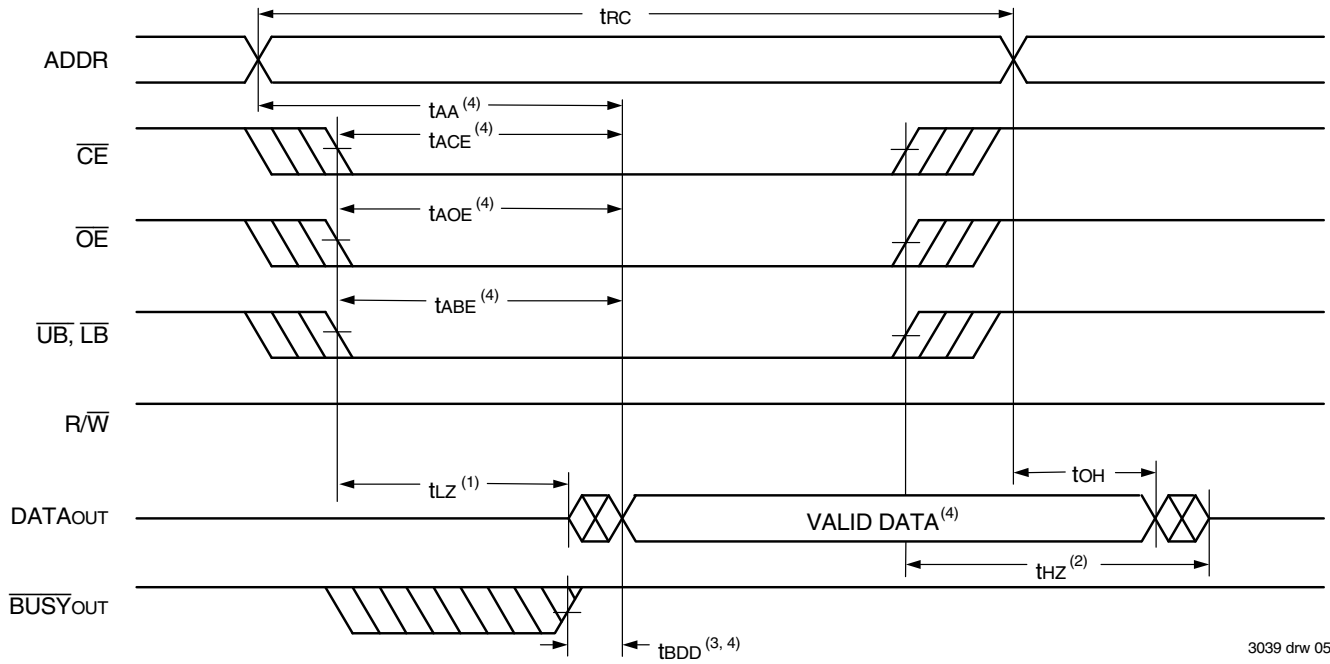 tRC
ADDR
tAA (4)
CE tACE (4)
OE tAOE (4)
UB, LB tABE (4)
R/W
tLZ (1) tOH
DATAOUT VALID DATA(4)
tHZ (2)
BUSYOUT
tBDD (3, 4)
3039 drw 05